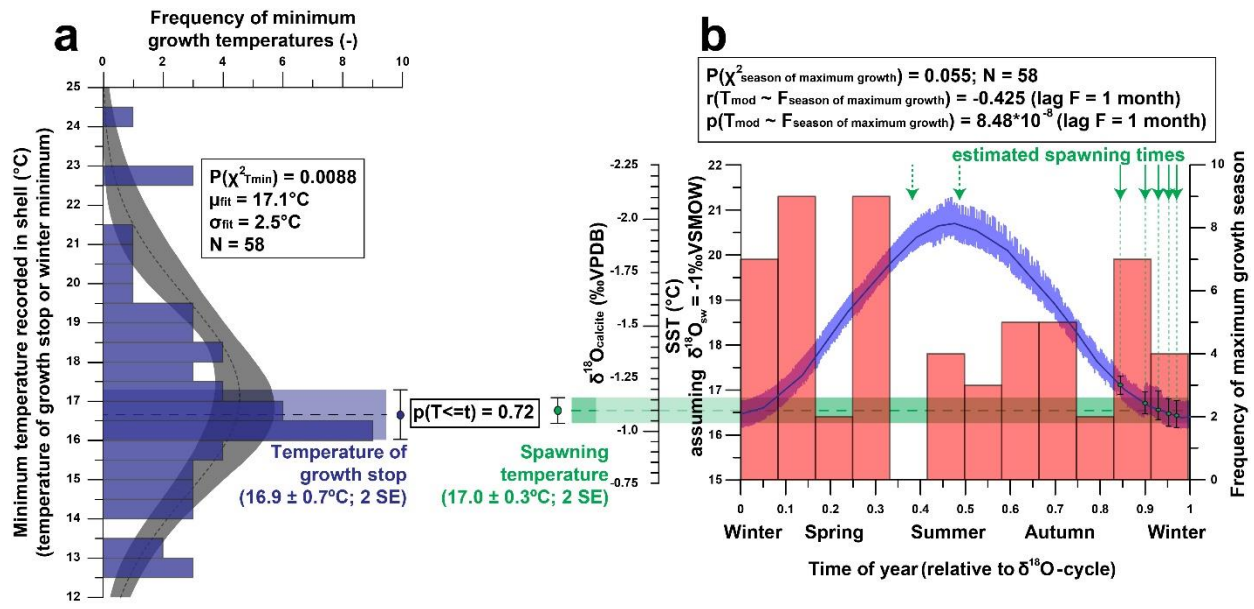 a
Frequency of minimum
growth temperatures (-)
0 2 4 6 8 10
Minimum temperature recorded in shell (°C)
(temperature of growth stop or winter minimum)
25
24
23
22
21
20
19
18
17
16
15
14
13
12
P(χ²Tmin) = 0.0088
μfit = 17.1°C
σfit = 2.5°C
N = 58
p(T<=t) = 0.72
Temperature of
growth stop
(16.9 ± 0.7ºC; 2 SE)
Spawning
temperature
(17.0 ± 0.3ºC; 2 SE)
b
P(χ²season of maximum growth) = 0.055; N = 58
r(Tmod ~ Fseason of maximum growth) = -0.425 (lag F = 1 month)
p(Tmod ~ Fseason of maximum growth) = 8.48*10⁻⁸ (lag F = 1 month)
estimated spawning times
δ¹⁸Ocalcite (‰VPDB)
-2.25
-2.0
-1.75
-1.5
-1.25
-1.0
-0.75
SST (°C)
assuming δ¹⁸Osw = -1‰VSMOW
22
21
20
19
18
17
16
15
10
8
6
4
2
0
Frequency of maximum growth season
0 0.1 0.2 0.3 0.4 0.5 0.6 0.7 0.8 0.9 1
Winter Spring Summer Autumn Winter
Time of year (relative to δ¹⁸O-cycle)